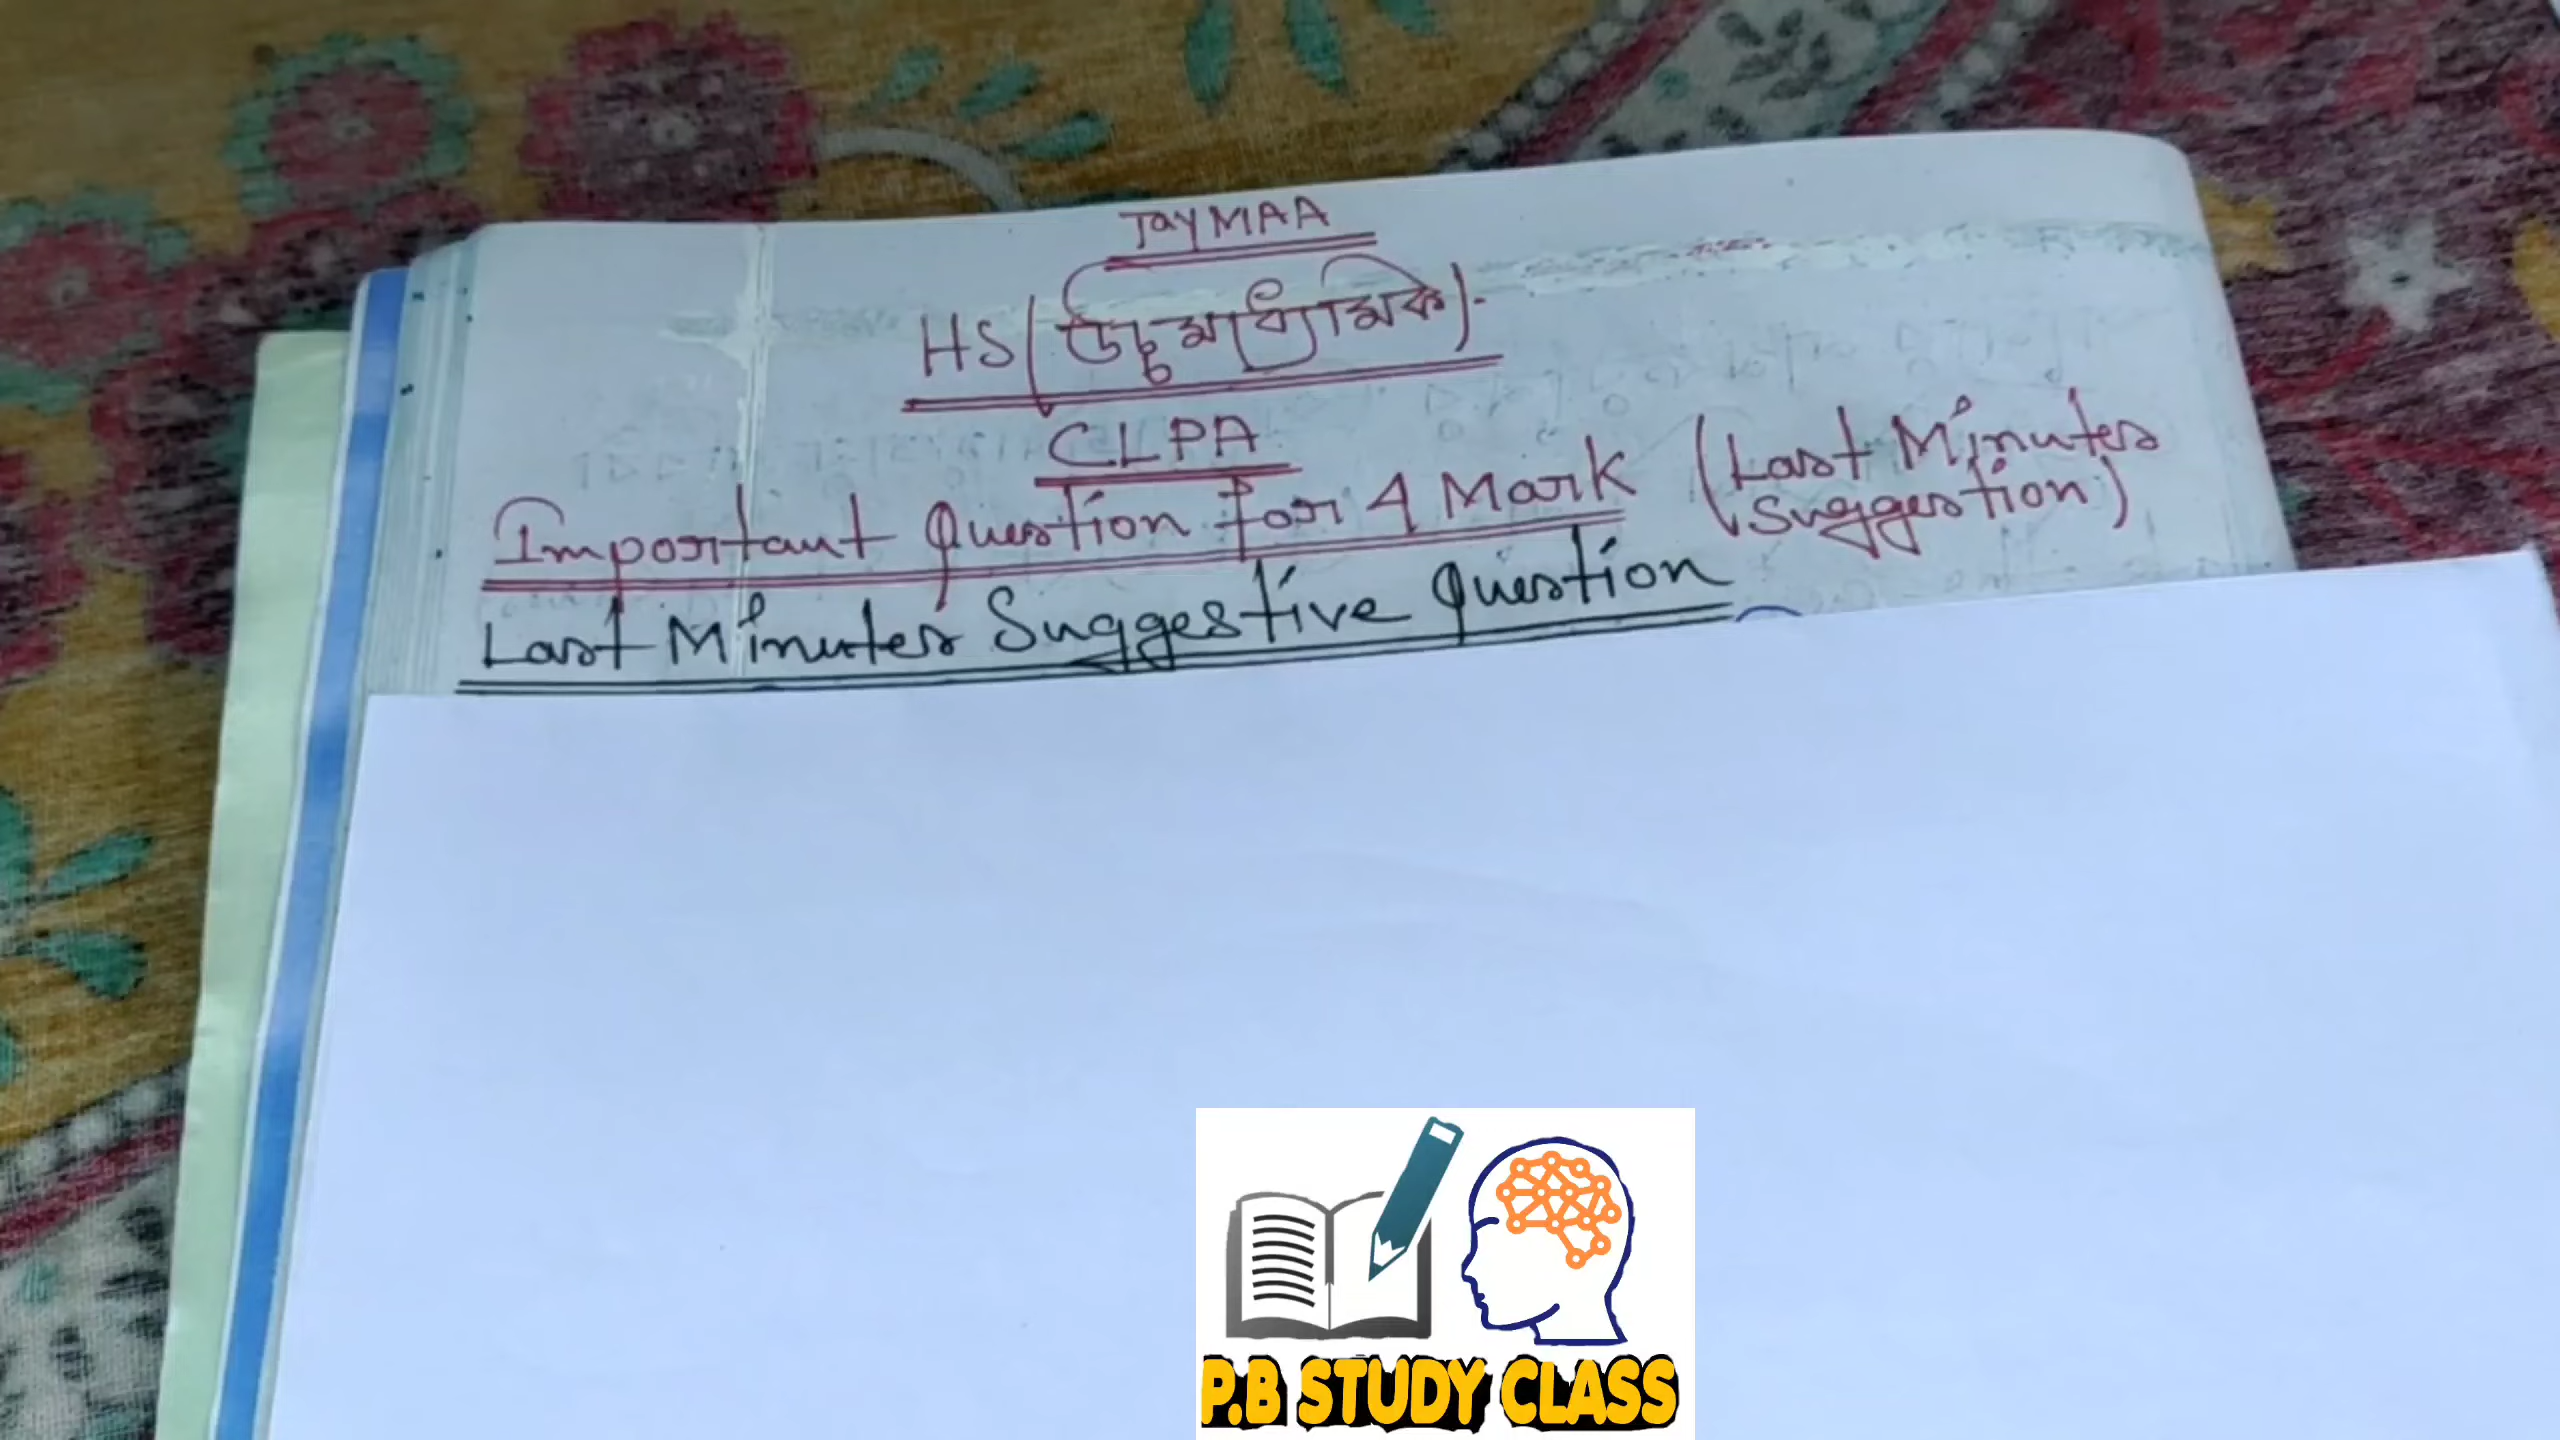 Jay MAA
HS (উচ্চমাধ্যমিক).
CLPA
Important Question for 4 Mark (Last Minutes
Suggestion)
Last Minutes Suggestive Question
P.B STUDY CLASS